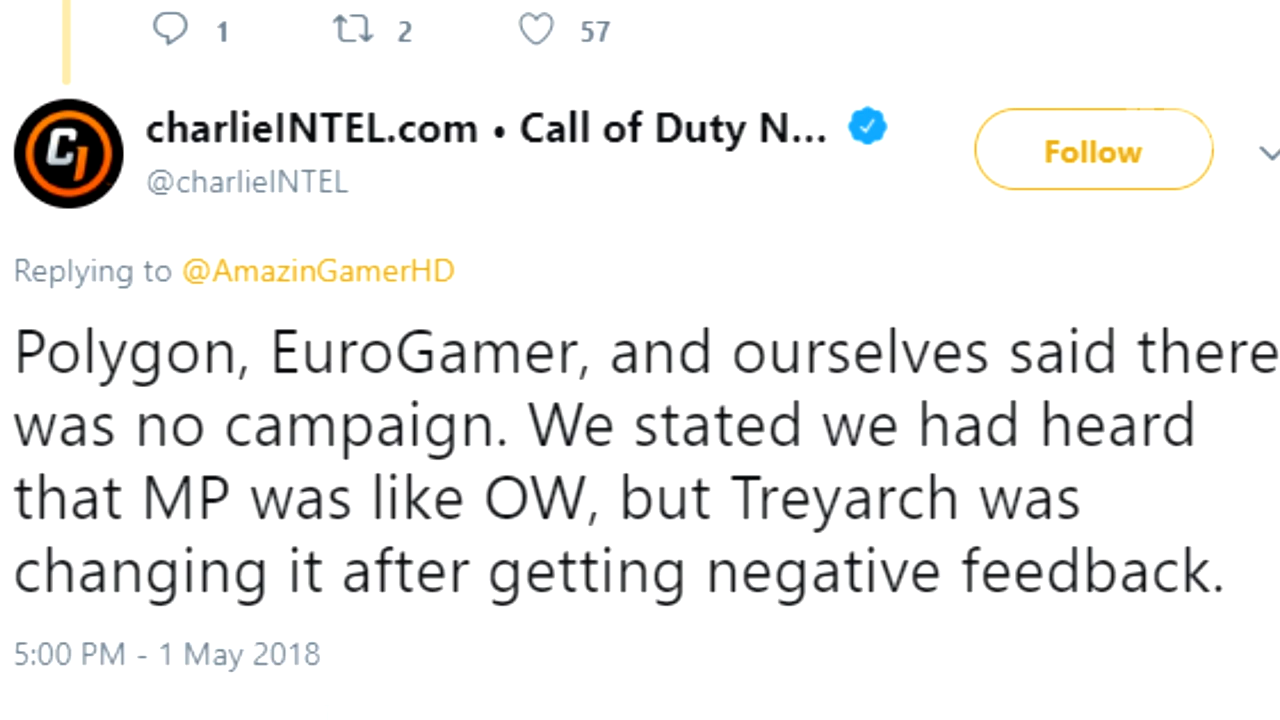 1 2 57
charlieINTEL.com • Call of Duty N...
@charlieINTEL
Follow
Replying to @AmazinGamerHD
Polygon, EuroGamer, and ourselves said there
was no campaign. We stated we had heard
that MP was like OW, but Treyarch was
changing it after getting negative feedback.
5:00 PM - 1 May 2018